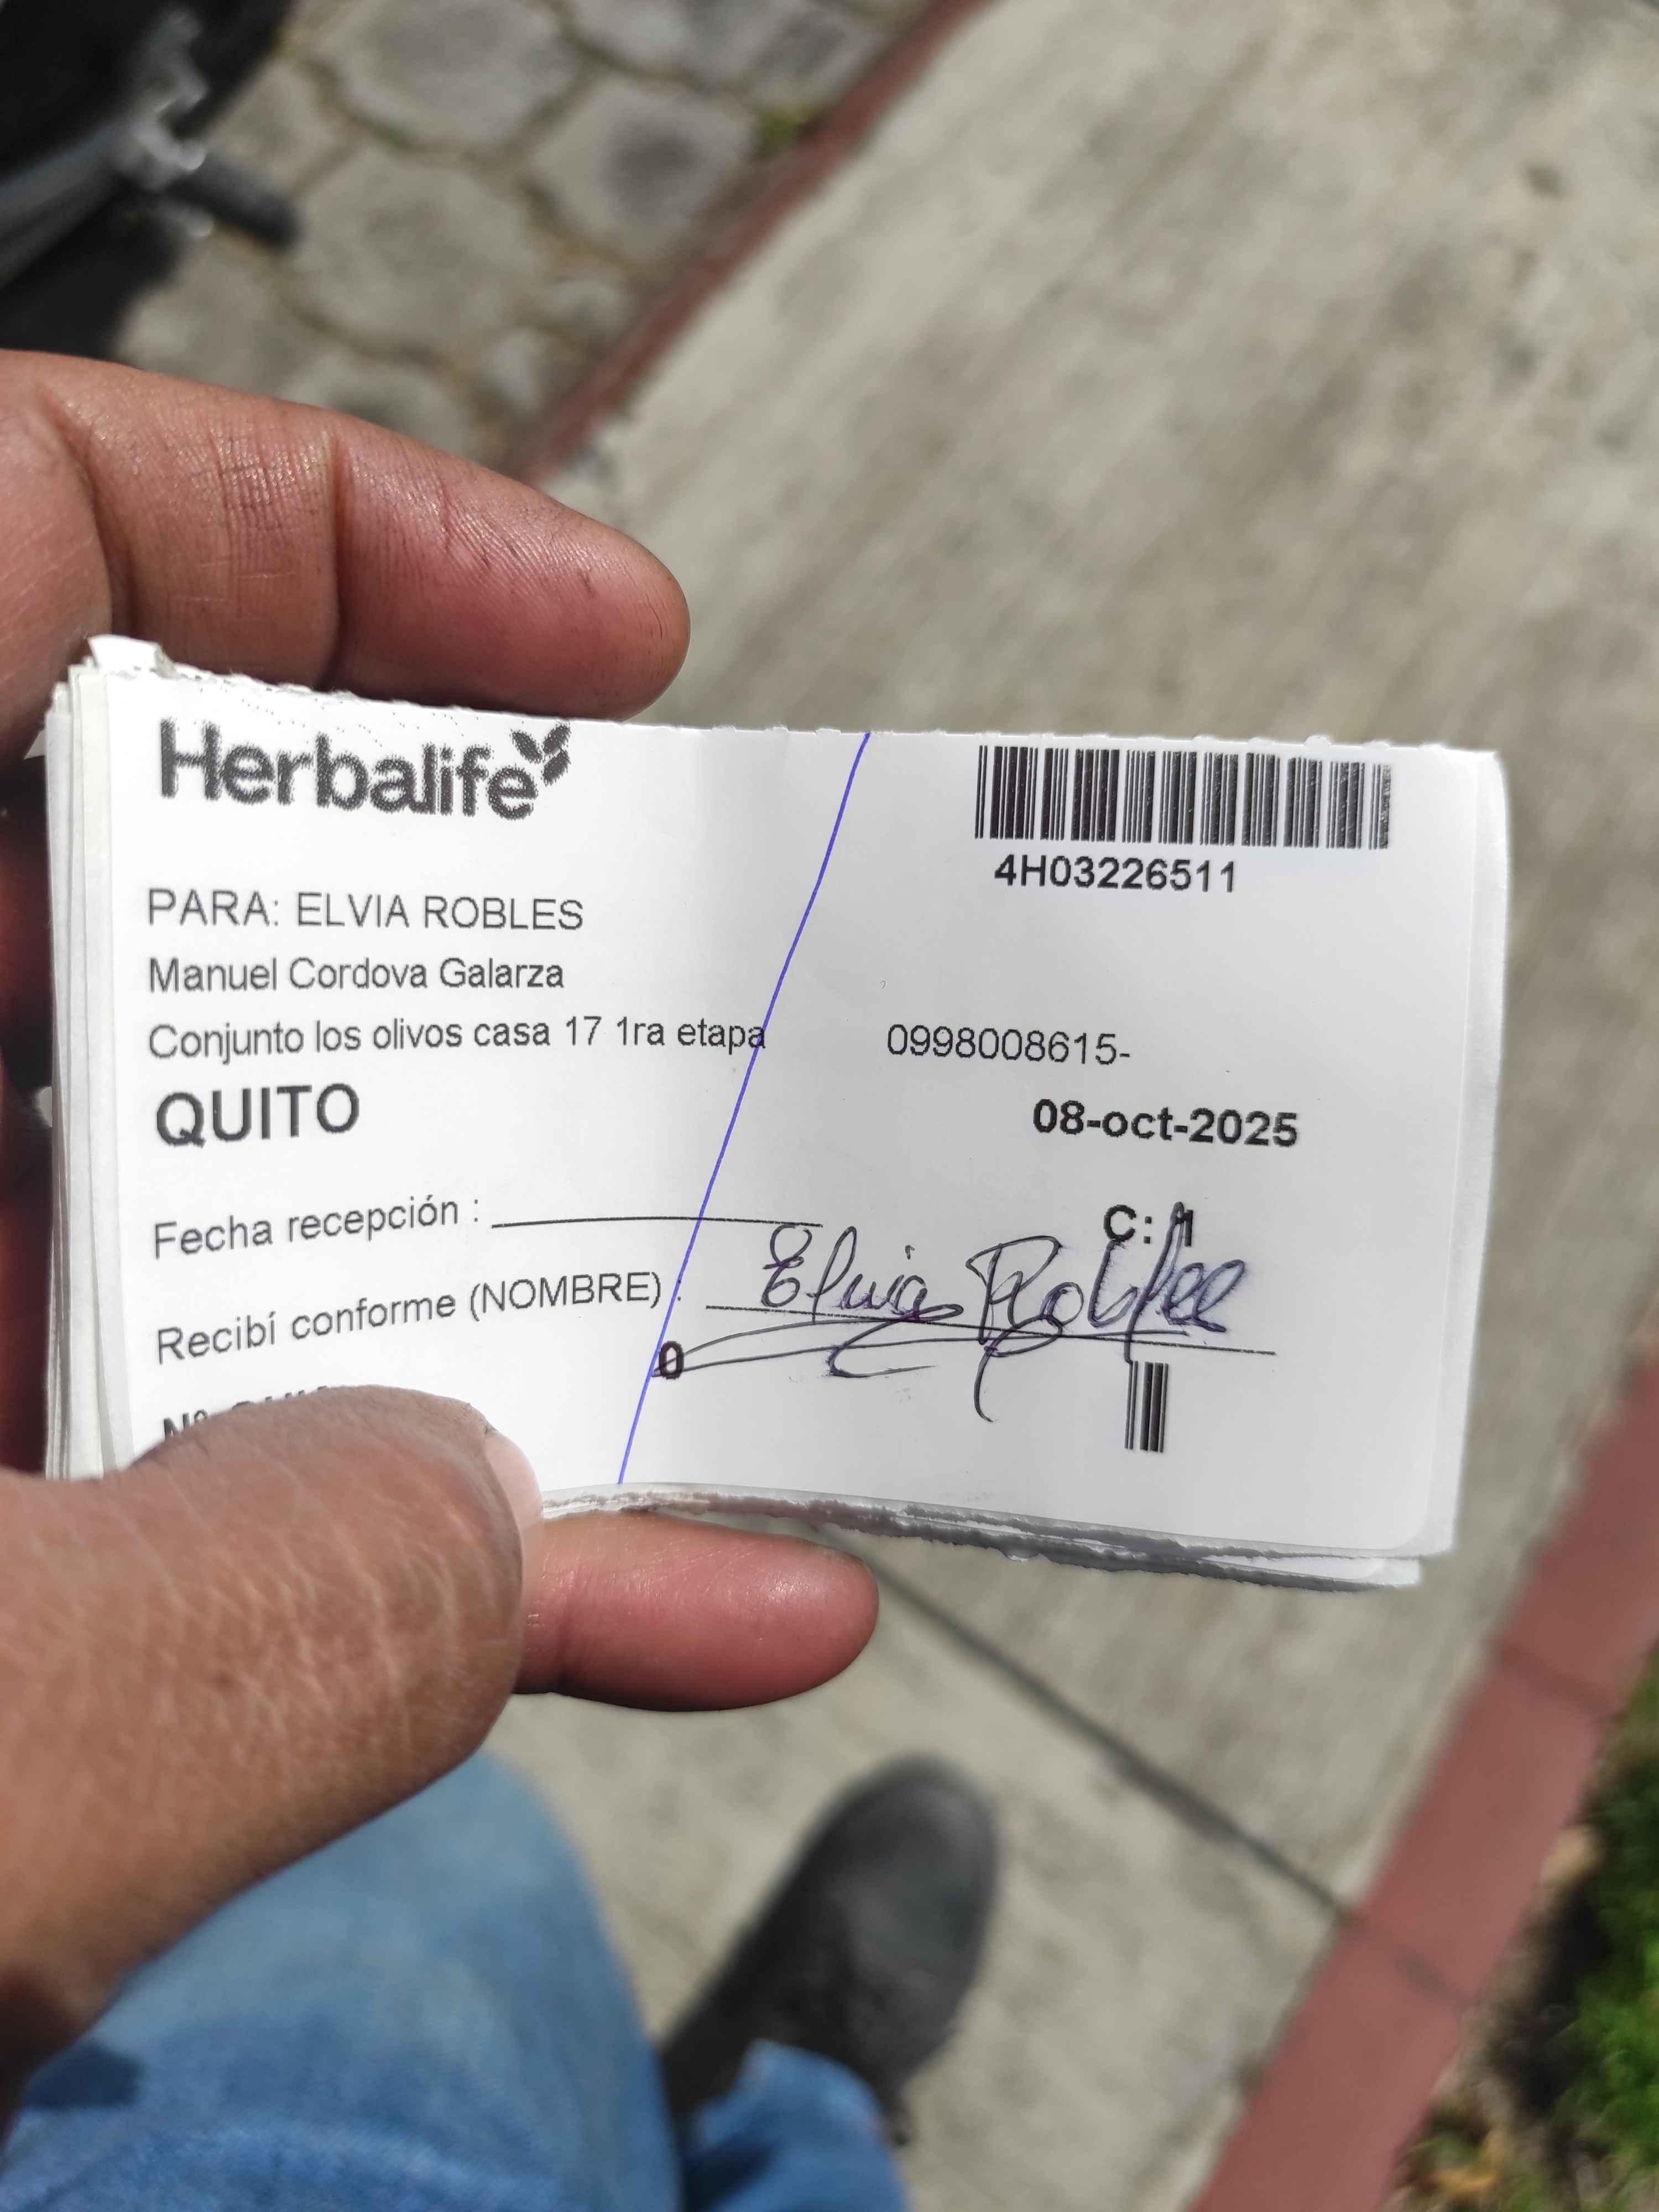 Herbalife
4H03226511
PARA: ELVIA ROBLES
Manuel Cordova Galarza
Conjunto los olivos casa 17 1ra etapa 0998008615-
QUITO 08-oct-2025
Fecha recepción :
C: 1
Recibí conforme (NOMBRE) : Elvia Robles
0